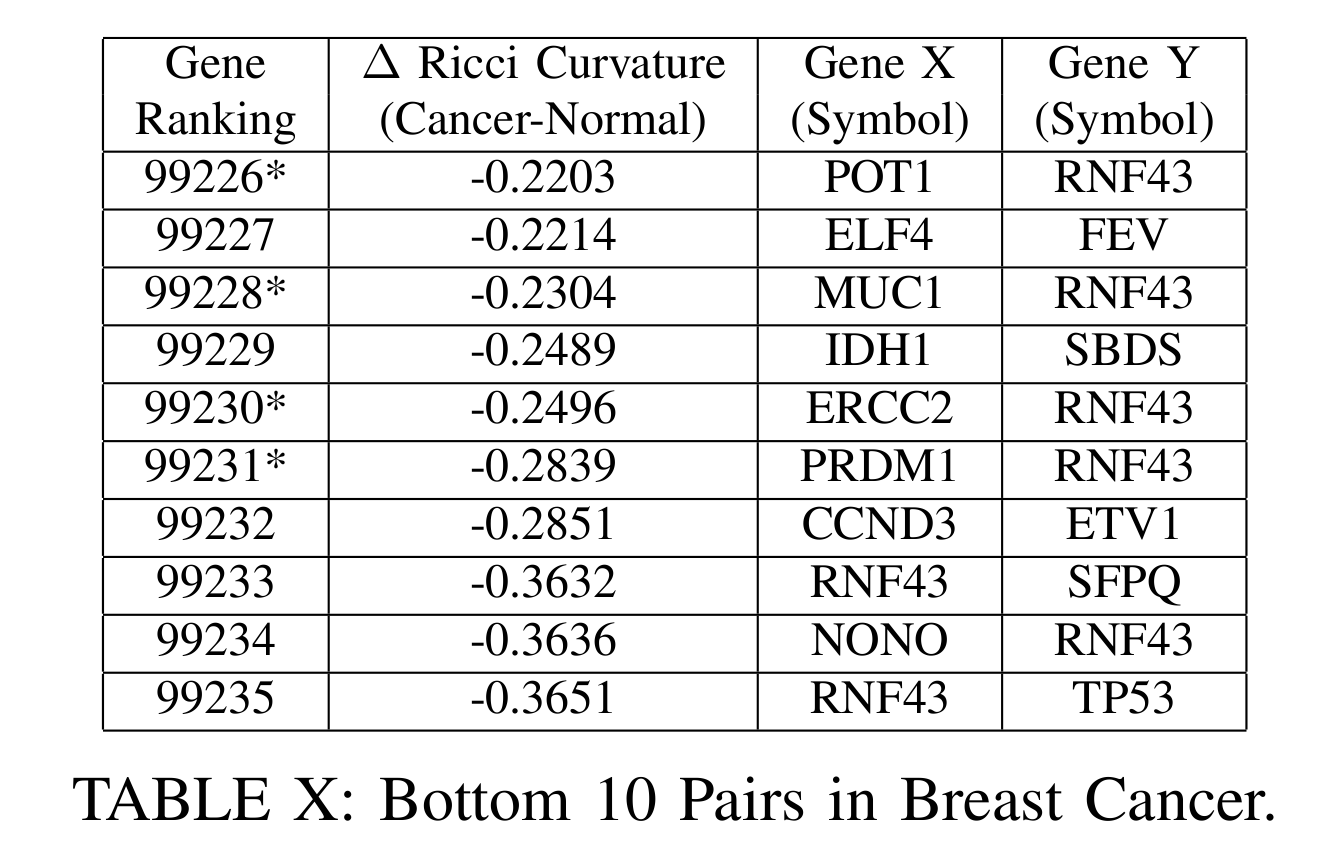 Gene Ranking | Δ Ricci Curvature (Cancer-Normal) | Gene X (Symbol) | Gene Y (Symbol)
99226* | -0.2203 | POT1 | RNF43
99227 | -0.2214 | ELF4 | FEV
99228* | -0.2304 | MUC1 | RNF43
99229 | -0.2489 | IDH1 | SBDS
99230* | -0.2496 | ERCC2 | RNF43
99231* | -0.2839 | PRDM1 | RNF43
99232 | -0.2851 | CCND3 | ETV1
99233 | -0.3632 | RNF43 | SFPQ
99234 | -0.3636 | NONO | RNF43
99235 | -0.3651 | RNF43 | TP53
TABLE X: Bottom 10 Pairs in Breast Cancer.